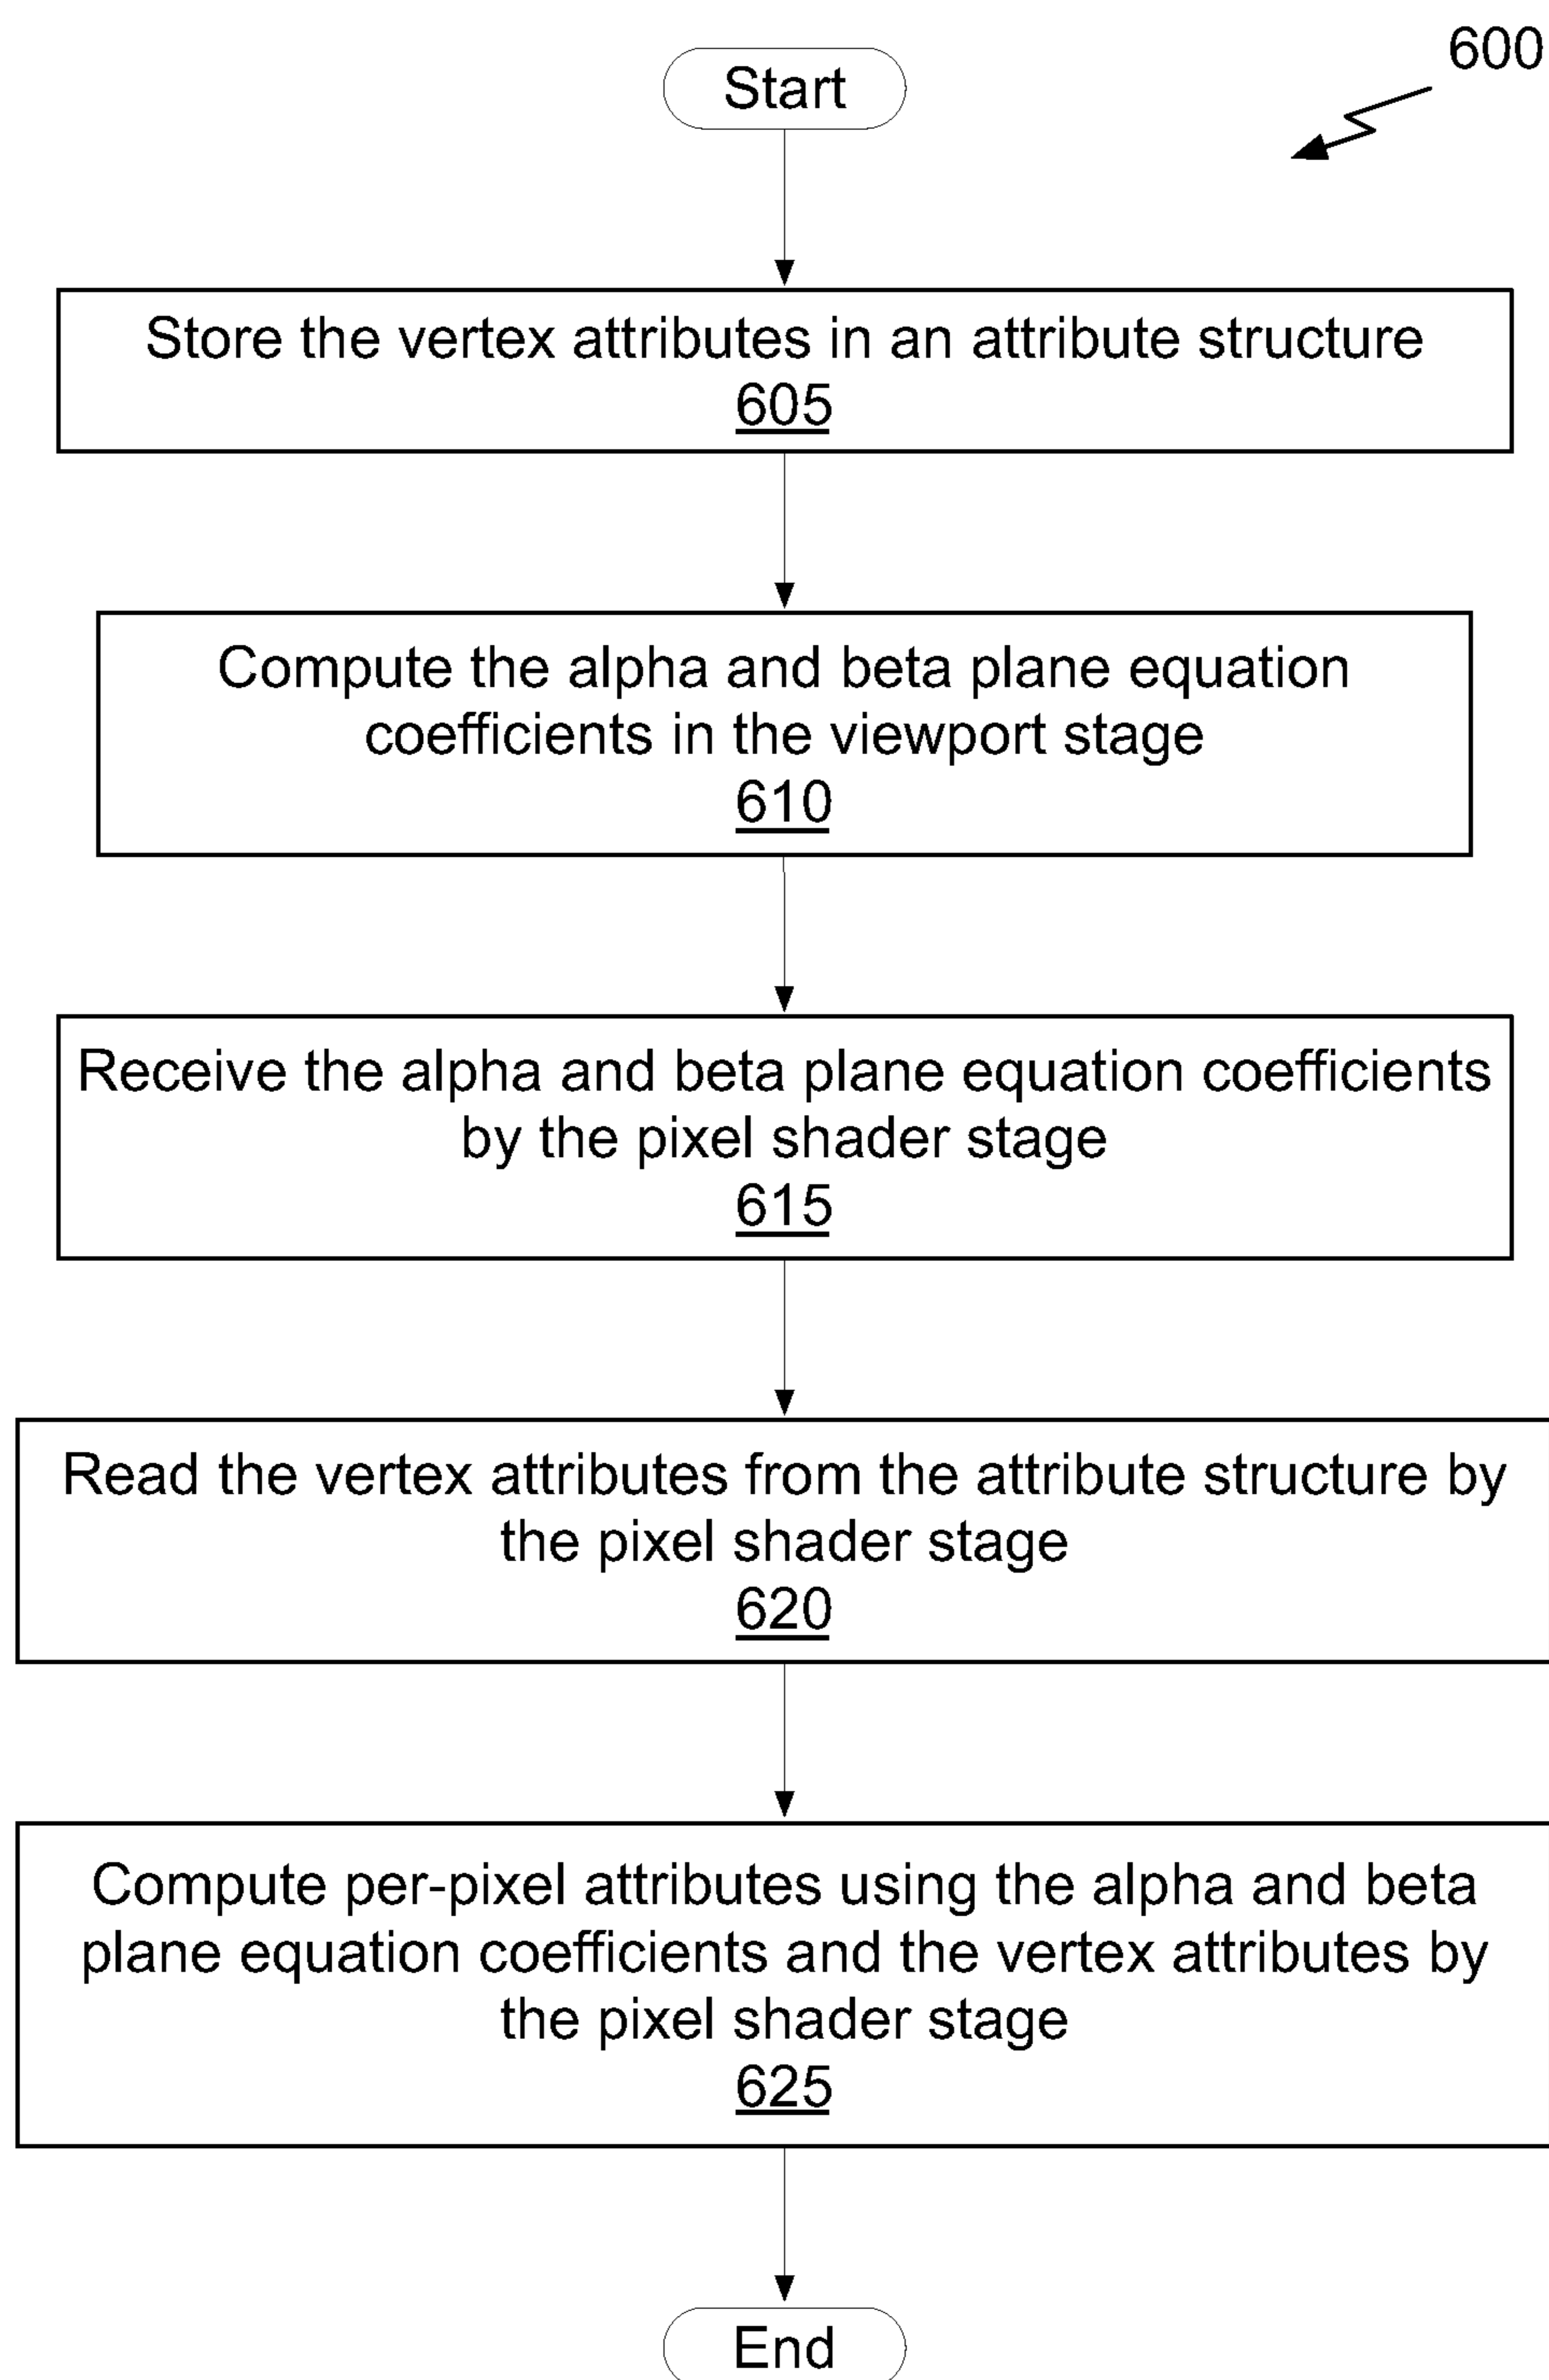 600
Start
Store the vertex attributes in an attribute structure
605
Compute the alpha and beta plane equation
coefficients in the viewport stage
610
Receive the alpha and beta plane equation coefficients
by the pixel shader stage
615
Read the vertex attributes from the attribute structure by
the pixel shader stage
620
Compute per-pixel attributes using the alpha and beta
plane equation coefficients and the vertex attributes by
the pixel shader stage
625
End